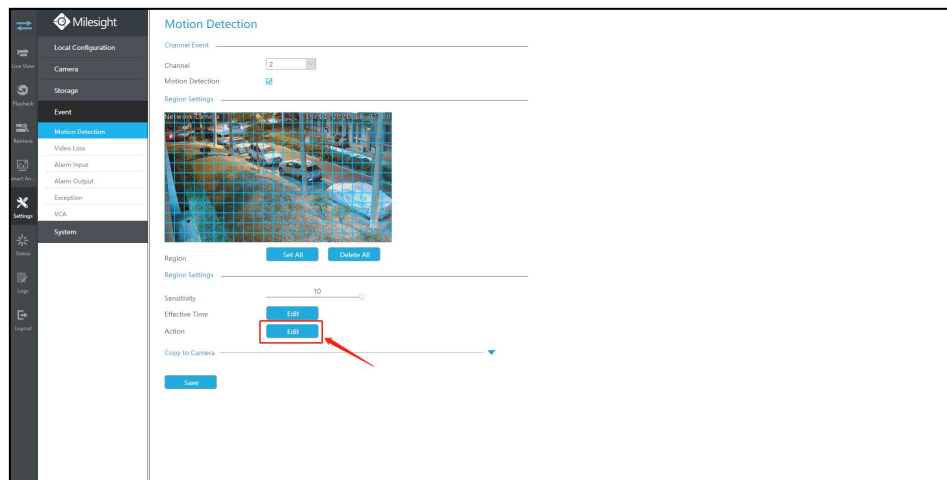 Milesight
Local Configuration
Camera
Storage
Event
Motion Detection
Video Loss
Alarm Input
Alarm Output
Exception
VCA
System
Live View
Playback
Retrieve
Settings
Status
Logs
Logout
Motion Detection
Channel Event
Channel 2
Motion Detection
Region Settings
Network Camera
Region Set All Delete All
Region Settings
10
Sensitivity
Effective Time Edit
Action Edit
Copy to Camera
Save